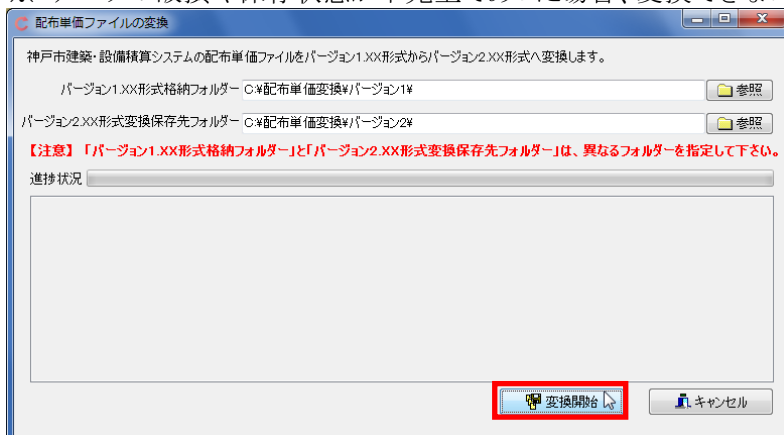 配布単価ファイルの変換
神戸市建築・設備積算システムの配布単価ファイルをバージョン1.XX形式からバージョン2.XX形式へ変換します。
バージョン1.XX形式格納フォルダー C:¥配布単価変換¥バージョン1¥ 参照
バージョン2.XX形式変換保存先フォルダー C:¥配布単価変換¥バージョン2¥ 参照
【注意】「バージョン1.XX形式格納フォルダー」と「バージョン2.XX形式変換保存先フォルダー」は、異なるフォルダーを指定して下さい。
進捗状況
変換開始 キャンセル